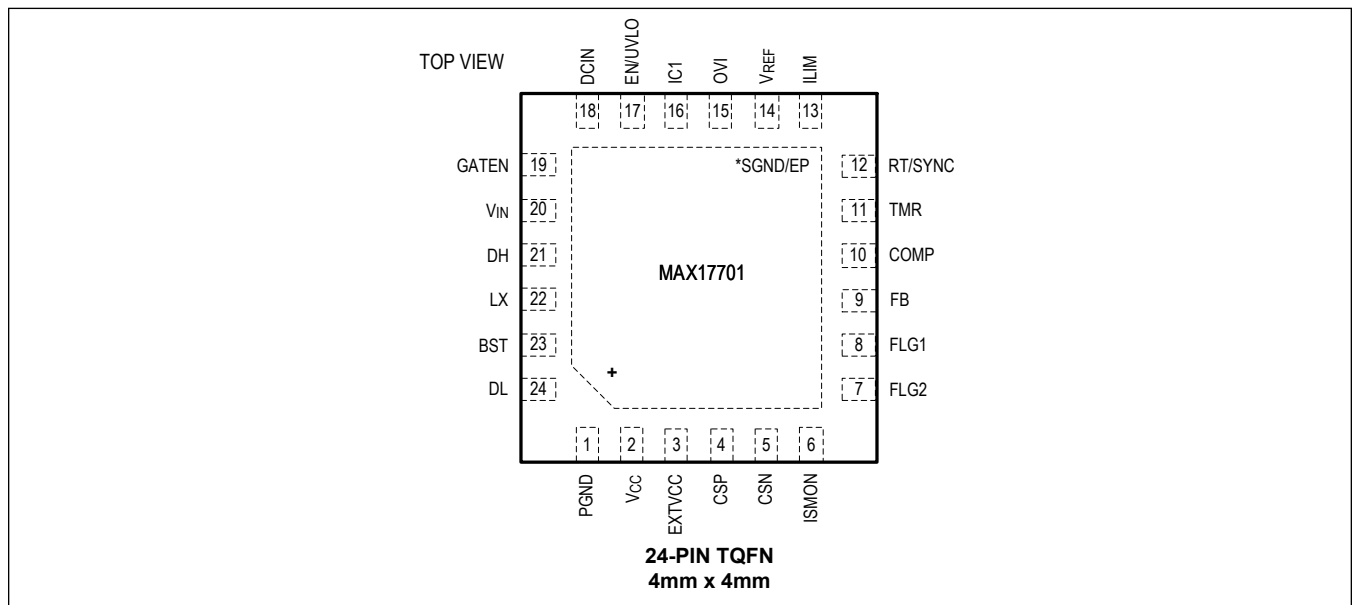 TOP VIEW
DCIN
EN/UVLO
IC1
OVI
VREF
ILIM
18
17
16
15
14
13
GATEN 19
*SGND/EP
12 RT/SYNC
VIN 20
11 TMR
DH 21
MAX17701
10 COMP
LX 22
9 FB
BST 23
8 FLG1
+
DL 24
7 FLG2
1
2
3
4
5
6
PGND
VCC
EXTVCC
CSP
CSN
ISMON
24-PIN TQFN
4mm x 4mm